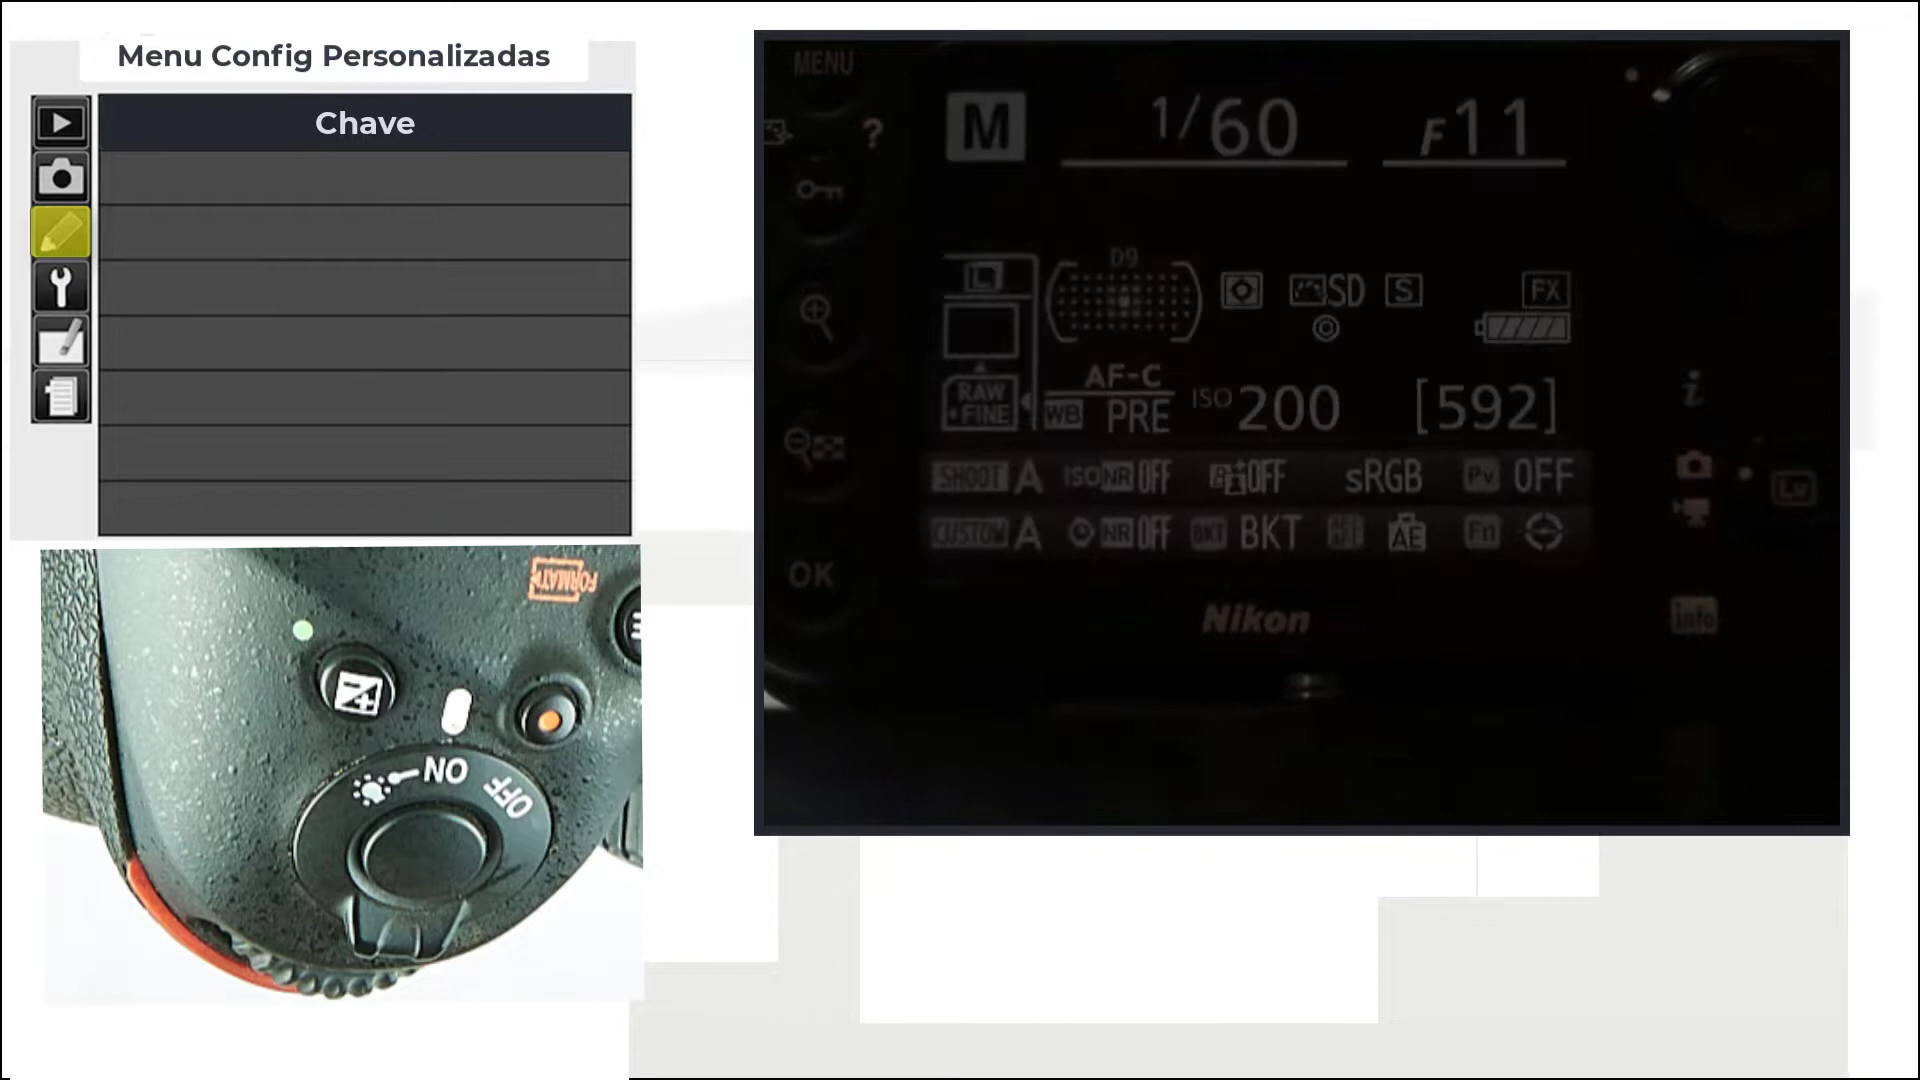 Menu Config Personalizadas
Chave
FORMAT
ON
OFF
MENU
?
M 1/60 F11
D9
L
SD
S
FX
RAW
+FINE
AF-C
WB PRE
ISO 200
[592]
i
SHOOT A ISO NR OFF OFF sRGB Pv OFF
Lv
CUSTOM A NR OFF BKT BKT AE Fn
OK
Nikon
info